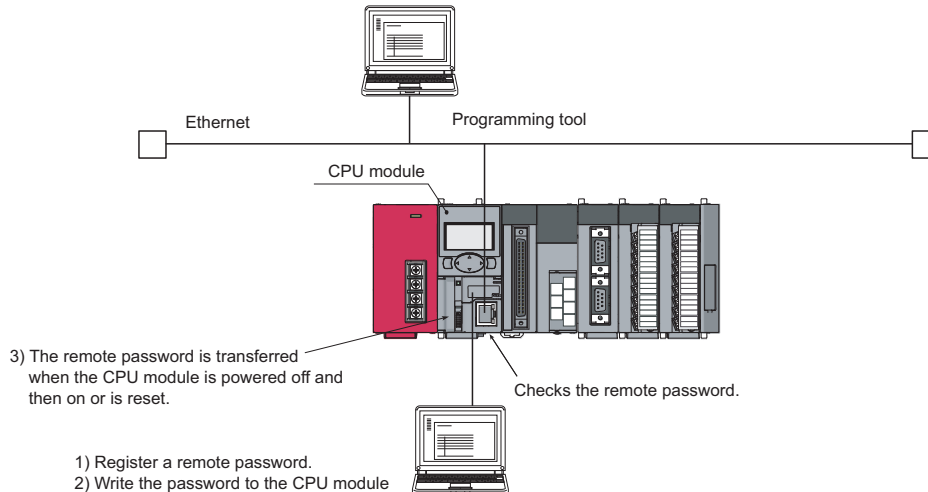 Ethernet
Programming tool
CPU module
3) The remote password is transferred
when the CPU module is powered off and
then on or is reset.
Checks the remote password.
1) Register a remote password.
2) Write the password to the CPU module